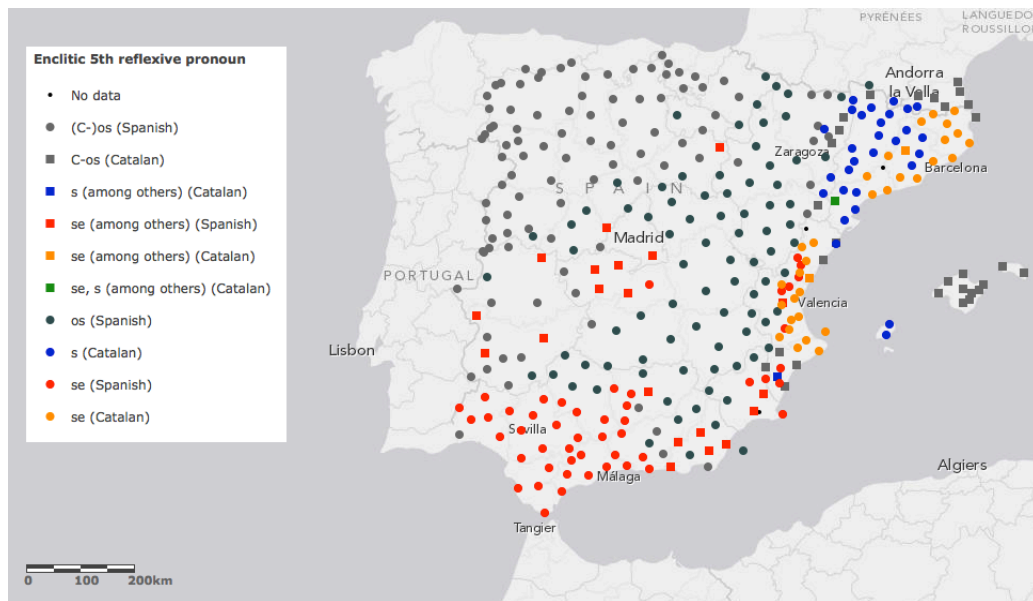 Enclitic 5th reflexive pronoun
No data
(C-)os (Spanish)
C-os (Catalan)
s (among others) (Catalan)
se (among others) (Spanish)
se (among others) (Catalan)
se, s (among others) (Catalan)
os (Spanish)
s (Catalan)
se (Spanish)
se (Catalan)
PYRÉNÉES
LANGUEDO
ROUSSILLON
Andorra
la Vella
Zaragoza
Barcelona
SPAIN
Madrid
PORTUGAL
Valencia
Lisbon
Sevilla
Algiers
Málaga
Tangier
0 100 200km